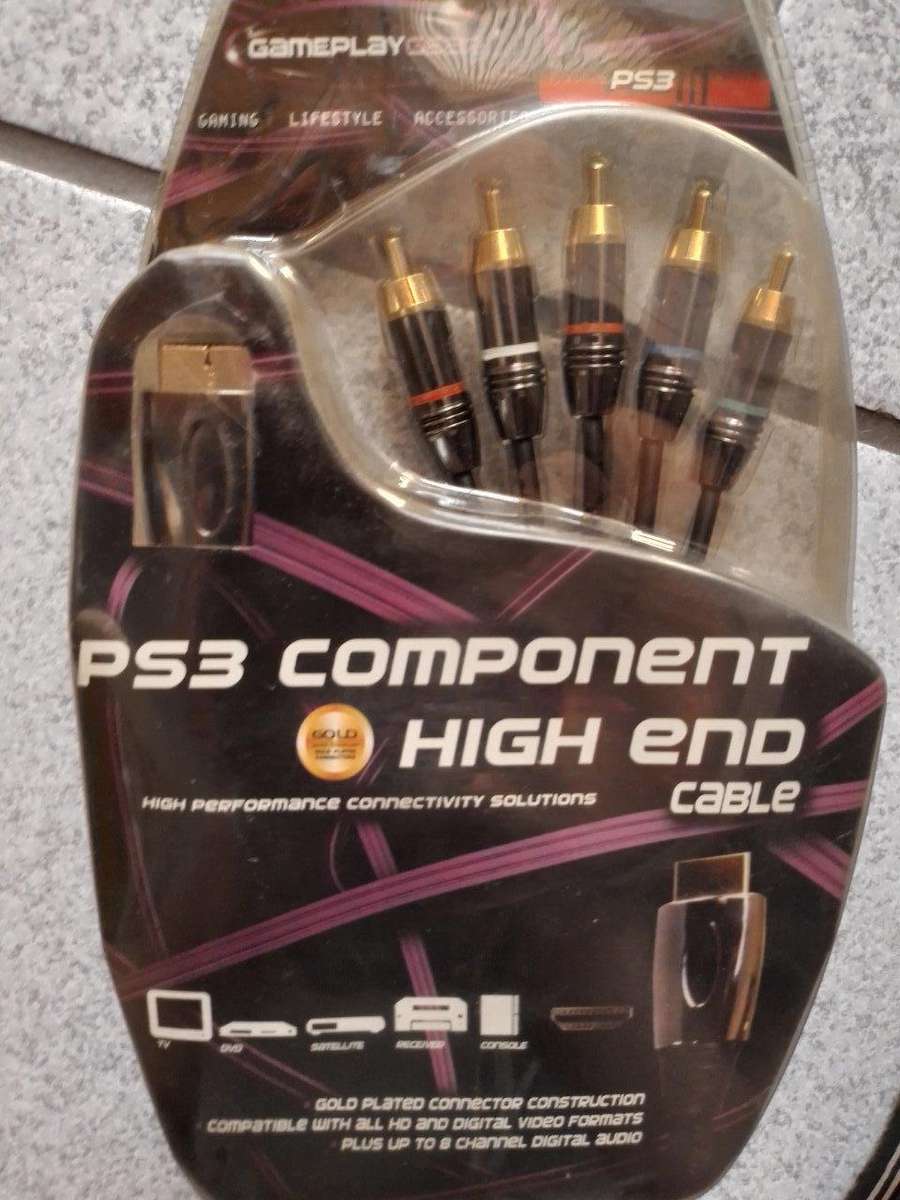 GAMEPLAY
PS3
GAMING LIFESTYLE ACCESSORIES
PS3 COMPONENT
GOLD
HIGH END
CABLE
HIGH PERFORMANCE CONNECTIVITY SOLUTIONS
TV DVD SATELLITE RECEIVER CONSOLE
GOLD PLATED CONNECTOR CONSTRUCTION
COMPATIBLE WITH ALL HD AND DIGITAL VIDEO FORMATS
PLUS UP TO 8 CHANNEL DIGITAL AUDIO